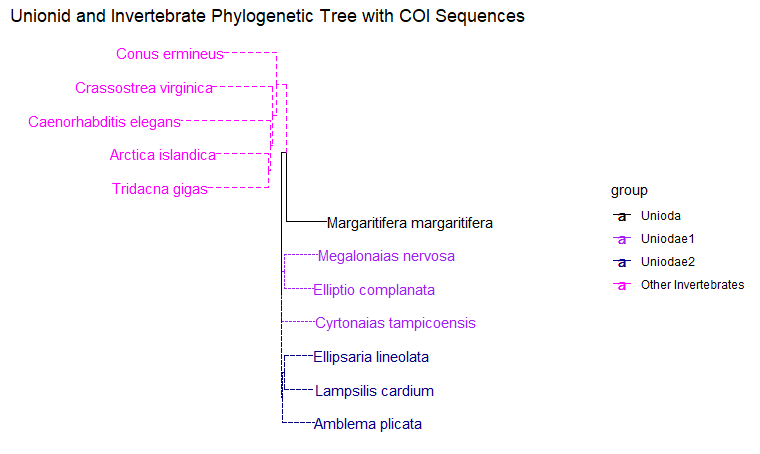 Unionid and Invertebrate Phylogenetic Tree with COI Sequences
Conus ermineus
Crassostrea virginica
Caenorhabditis elegans
Arctica islandica
Tridacna gigas
Margaritifera margaritifera
Megalonaias nervosa
Elliptio complanata
Cyrtonaias tampicoensis
Ellipsaria lineolata
Lampsilis cardium
Amblema plicata
group
a Unioda
a Uniodae1
a Uniodae2
a Other Invertebrates